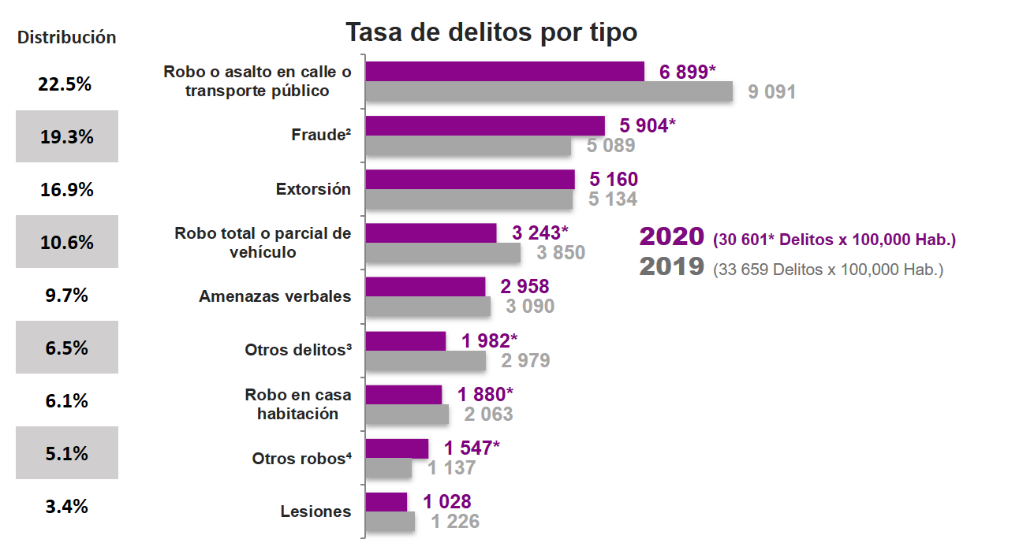 Tasa de delitos por tipo
Distribución
22.5%
Robo o asalto en calle o
transporte público
6 899*
9 091
19.3%
Fraude²
5 904*
5 089
16.9%
Extorsión
5 160
5 134
10.6%
Robo total o parcial de
vehículo
3 243*
3 850
2020 (30 601* Delitos x 100,000 Hab.)
2019 (33 659 Delitos x 100,000 Hab.)
9.7%
Amenazas verbales
2 958
3 090
6.5%
Otros delitos³
1 982*
2 979
6.1%
Robo en casa
habitación
1 880*
2 063
5.1%
Otros robos⁴
1 547*
1 137
3.4%
Lesiones
1 028
1 226